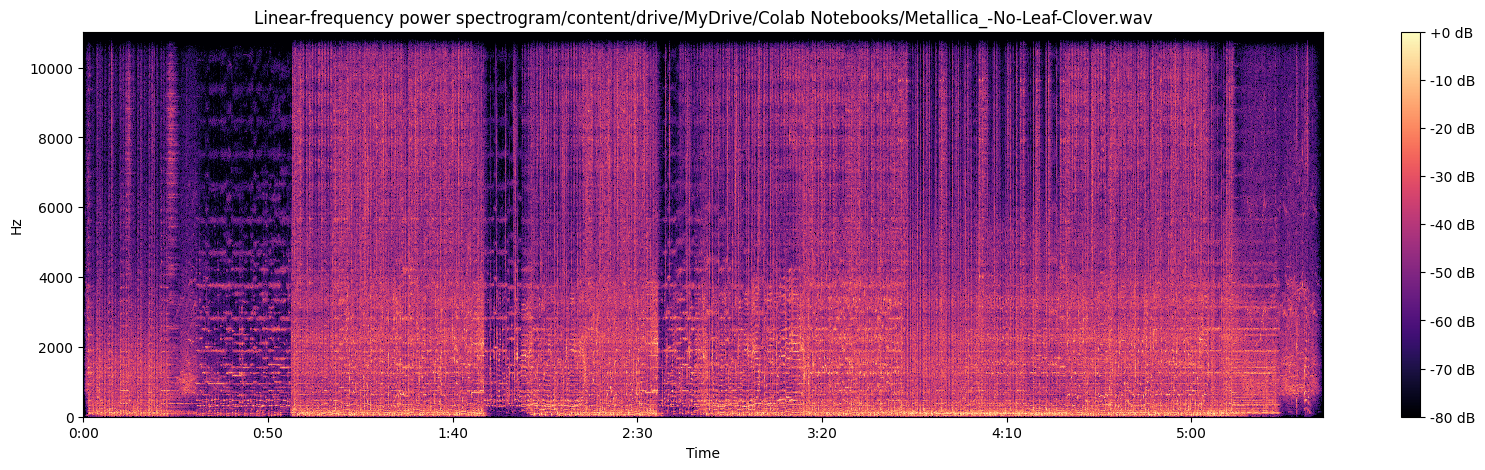 Linear-frequency power spectrogram/content/drive/MyDrive/Colab Notebooks/Metallica_-No-Leaf-Clover.wav
Hz
10000
8000
6000
4000
2000
0
0:00
0:50
1:40
2:30
3:20
4:10
5:00
Time
+0 dB
-10 dB
-20 dB
-30 dB
-40 dB
-50 dB
-60 dB
-70 dB
-80 dB